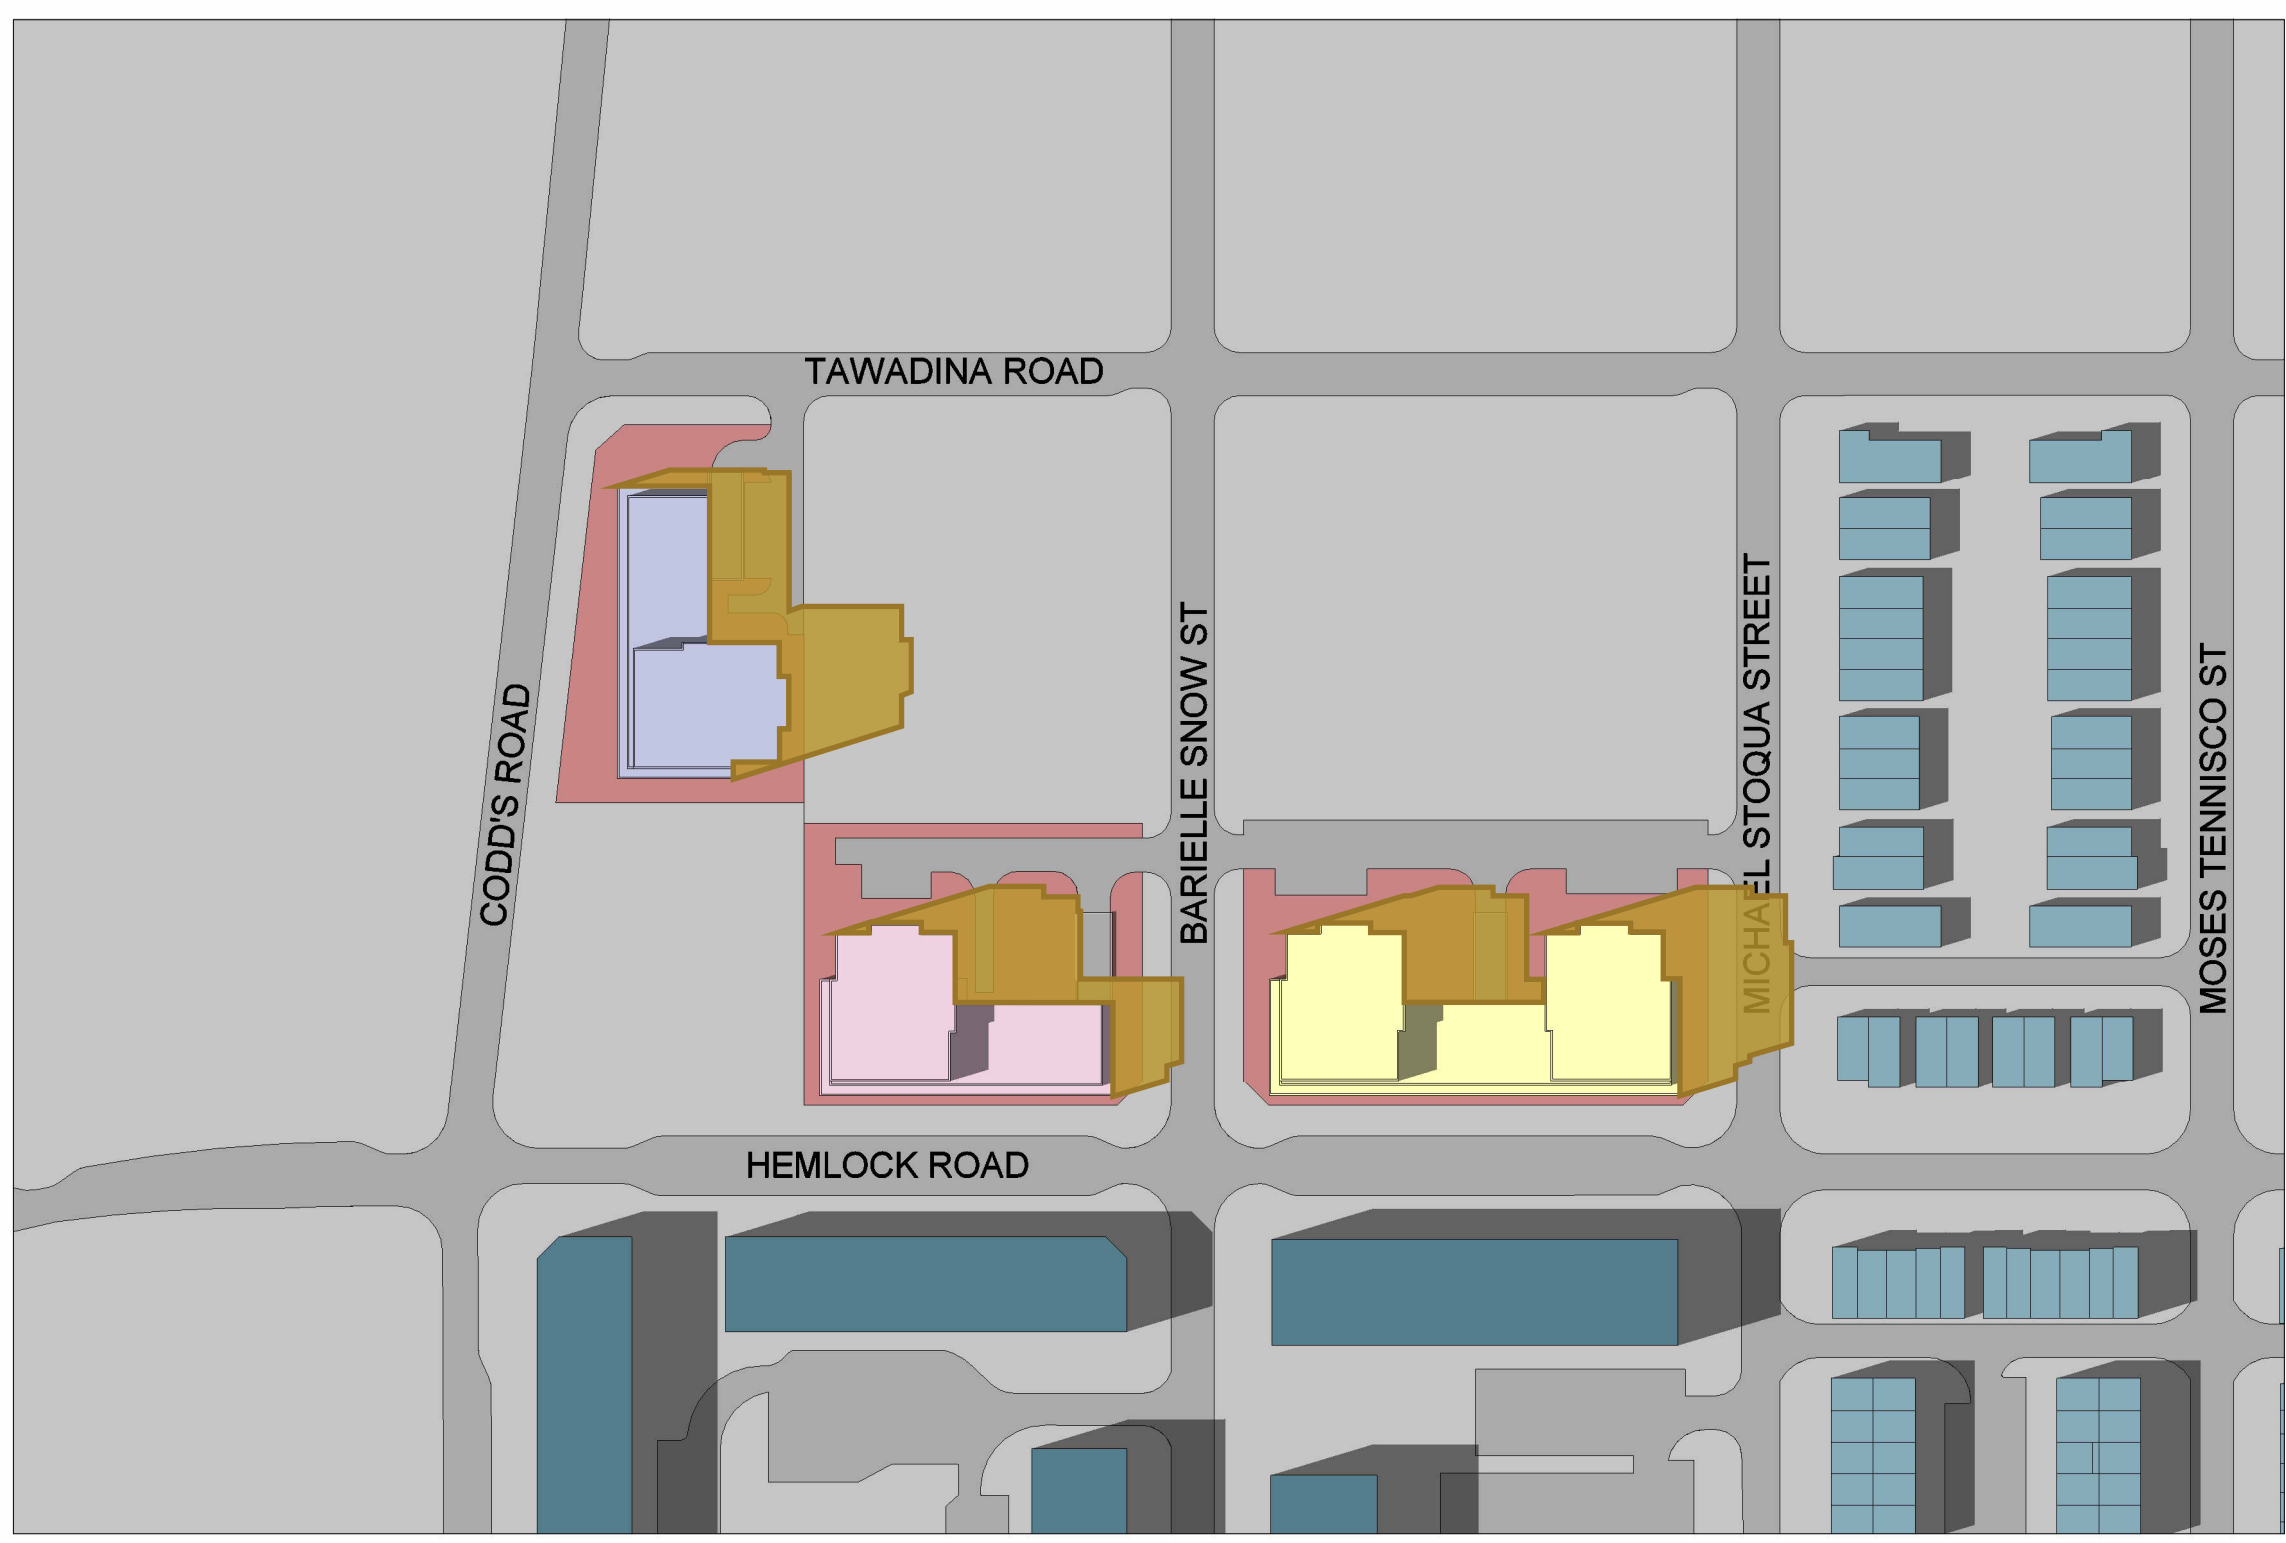 TAWADINA ROAD
CODD'S ROAD
BARIELLE SNOW ST
MICHAEL STOQUA STREET
MOSES TENNISCO ST
HEMLOCK ROAD